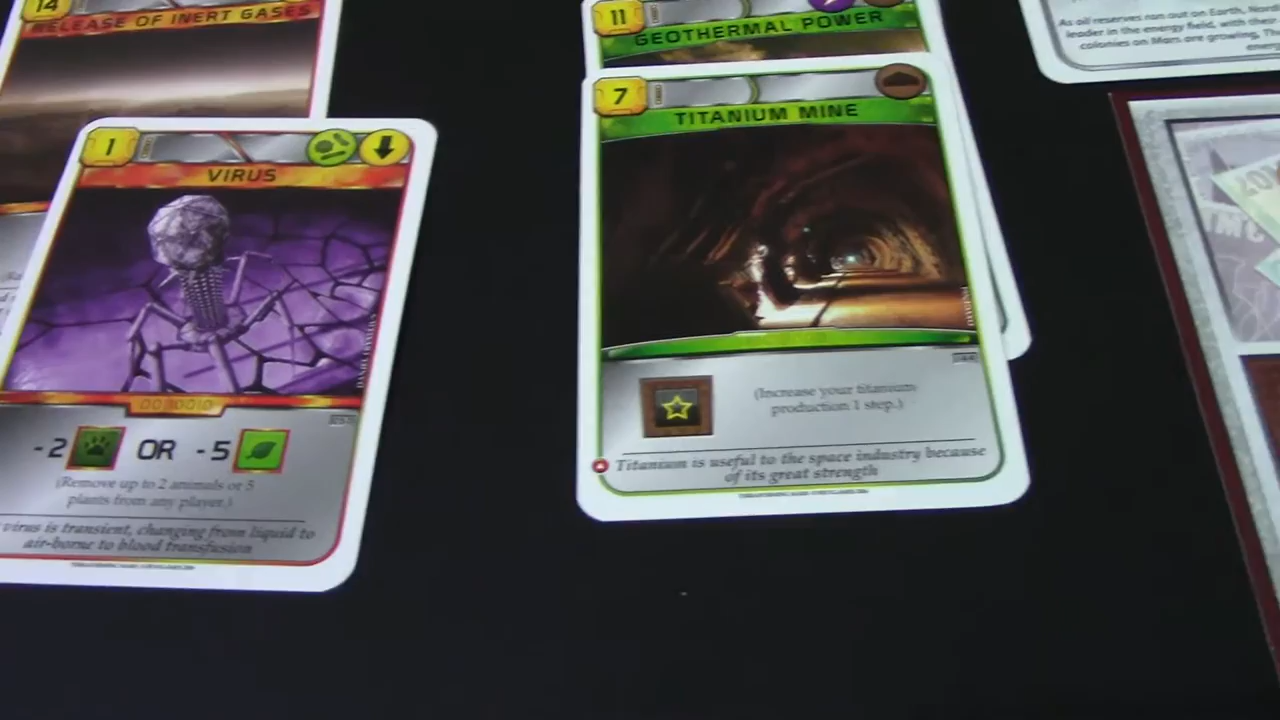 14
RELEASE OF INERT GASES
1
VIRUS
-2 OR -5
(Remove up to 2 animals or 5
plants from any player.)
virus is transient, changing from liquid to
air-borne to blood transfusion
11
GEOTHERMAL POWER
7
TITANIUM MINE
(Increase your titanium
production 1 step.)
Titanium is useful to the space industry because
of its great strength
As oil reserves run out on Earth,
leader in the energy field, with their
colonies on Mars are growing,